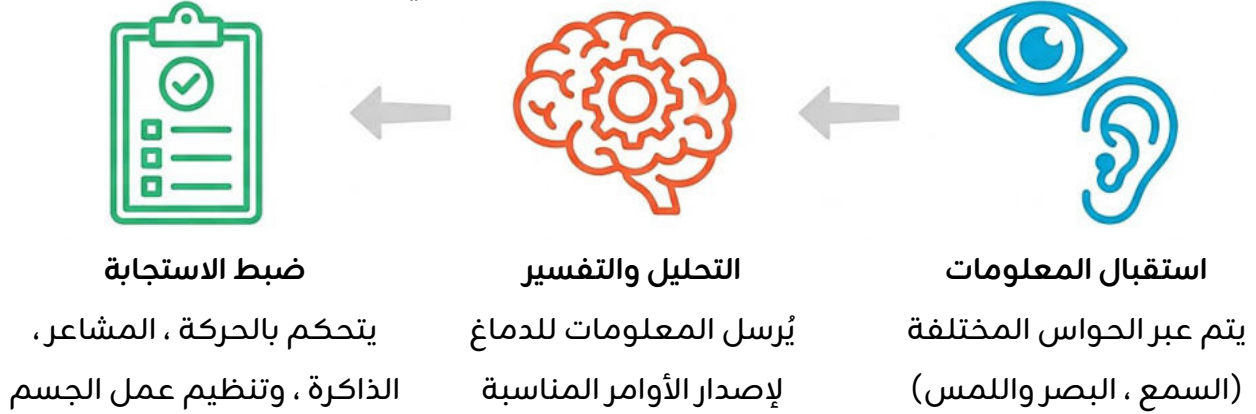 استقبال المعلومات
يتم عبر الحواس المختلفة
(السمع ، البصر واللمس)
التحليل والتفسير
يُرسل المعلومات للدماغ
لإصدار الأوامر المناسبة
ضبط الاستجابة
يتحكم بالحركة ، المشاعر ،
الذاكرة ، وتنظيم عمل الجسم